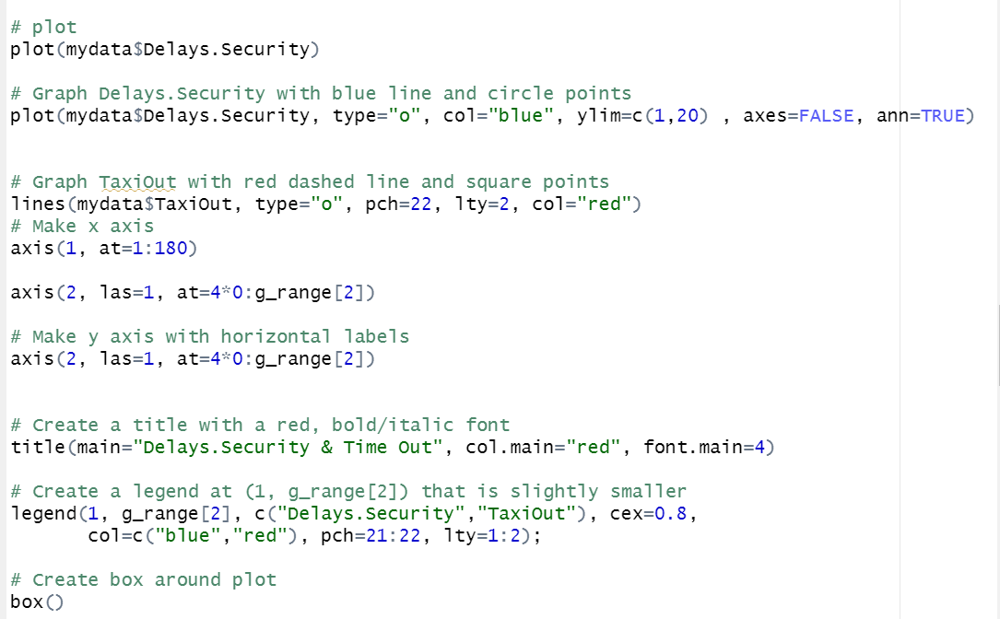 # plot
plot(mydata$Delays.Security)
# Graph Delays.Security with blue line and circle points
plot(mydata$Delays.Security, type="o", col="blue", ylim=c(1,20) , axes=FALSE, ann=TRUE)
# Graph TaxiOut with red dashed line and square points
lines(mydata$TaxiOut, type="o", pch=22, lty=2, col="red")
# Make x axis
axis(1, at=1:180)
axis(2, las=1, at=4*0:g_range[2])
# Make y axis with horizontal labels
axis(2, las=1, at=4*0:g_range[2])
# Create a title with a red, bold/italic font
title(main="Delays.Security & Time Out", col.main="red", font.main=4)
# Create a legend at (1, g_range[2]) that is slightly smaller
legend(1, g_range[2], c("Delays.Security","TaxiOut"), cex=0.8,
       col=c("blue","red"), pch=21:22, lty=1:2);
# Create box around plot
box()